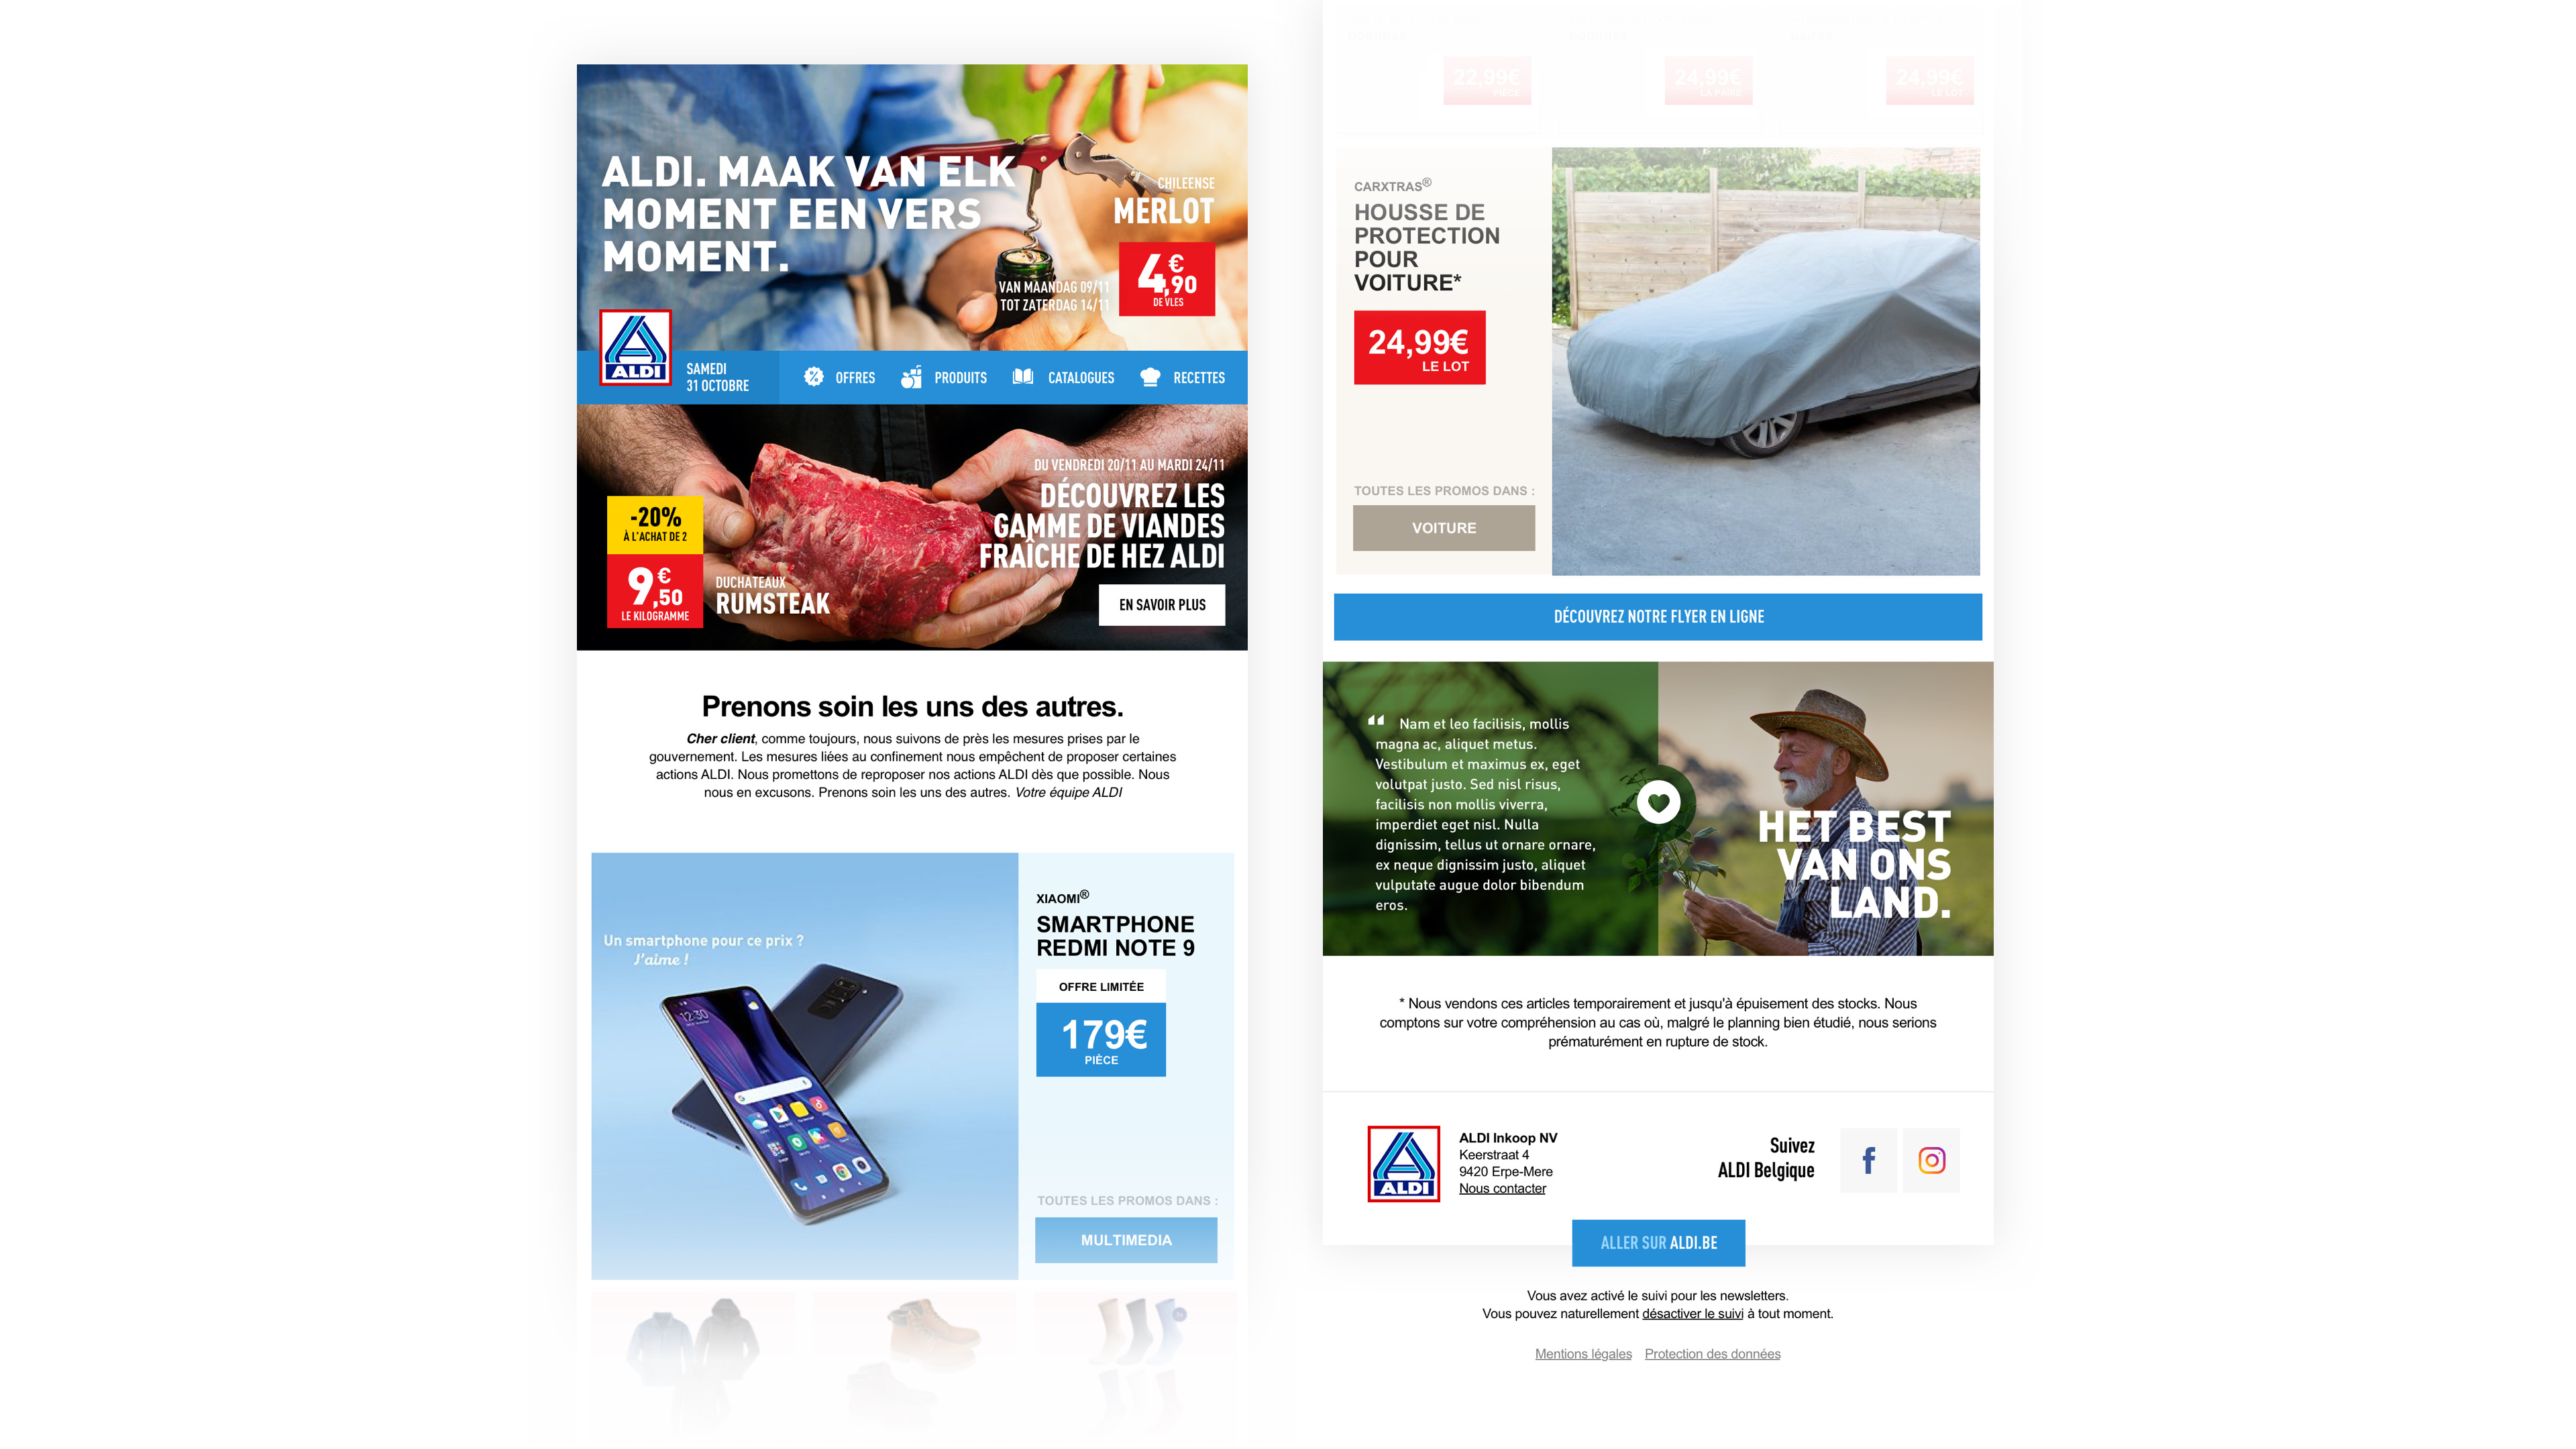 ALDI. MAAK VAN ELK
MOMENT EEN VERS
MOMENT.
CHILEENSE
MERLOT
VAN MAANDAG 09/11
TOT ZATERDAG 14/11
4,90 €
DE VLES
ALDI
SAMEDI
31 OCTOBRE
OFFRES
PRODUITS
CATALOGUES
RECETTES
DU VENDREDI 20/11 AU MARDI 24/11
DÉCOUVREZ LES
GAMME DE VIANDES
FRAÎCHE DE HEZ ALDI
EN SAVOIR PLUS
-20%
À L'ACHAT DE 2
9,50 €
LE KILOGRAMME
DUCHATEAUX
RUMSTEAK
Prenons soin les uns des autres.
Cher client, comme toujours, nous suivons de près les mesures prises par le
gouvernement. Les mesures liées au confinement nous empêchent de proposer certaines
actions ALDI. Nous promettons de reproposer nos actions ALDI dès que possible. Nous
nous en excusons. Prenons soin les uns des autres. Votre équipe ALDI
Un smartphone pour ce prix ?
J'aime !
12:30
XIAOMI®
SMARTPHONE
REDMI NOTE 9
OFFRE LIMITÉE
179€
PIÈCE
TOUTES LES PROMOS DANS :
MULTIMEDIA
22,99€
PIÈCE
24,99€
LA PAIRE
24,99€
LE LOT
CARXTRAS®
HOUSSE DE
PROTECTION
POUR
VOITURE*
24,99€
LE LOT
TOUTES LES PROMOS DANS :
VOITURE
DÉCOUVREZ NOTRE FLYER EN LIGNE
“ Nam et leo facilisis, mollis
magna ac, aliquet metus.
Vestibulum et maximus ex, eget
volutpat justo. Sed nisl risus,
facilisis non mollis viverra,
imperdiet eget nisl. Nulla
dignissim, tellus ut ornare ornare,
ex neque dignissim justo, aliquet
vulputate augue dolor bibendum
eros.
HET BEST
VAN ONS
LAND.
* Nous vendons ces articles temporairement et jusqu'à épuisement des stocks. Nous
comptons sur votre compréhension au cas où, malgré le planning bien étudié, nous serions
prématurément en rupture de stock.
ALDI
ALDI Inkoop NV
Keerstraat 4
9420 Erpe-Mere
Nous contacter
Suivez
ALDI Belgique
ALLER SUR ALDI.BE
Vous avez activé le suivi pour les newsletters.
Vous pouvez naturellement désactiver le suivi à tout moment.
Mentions légales Protection des données